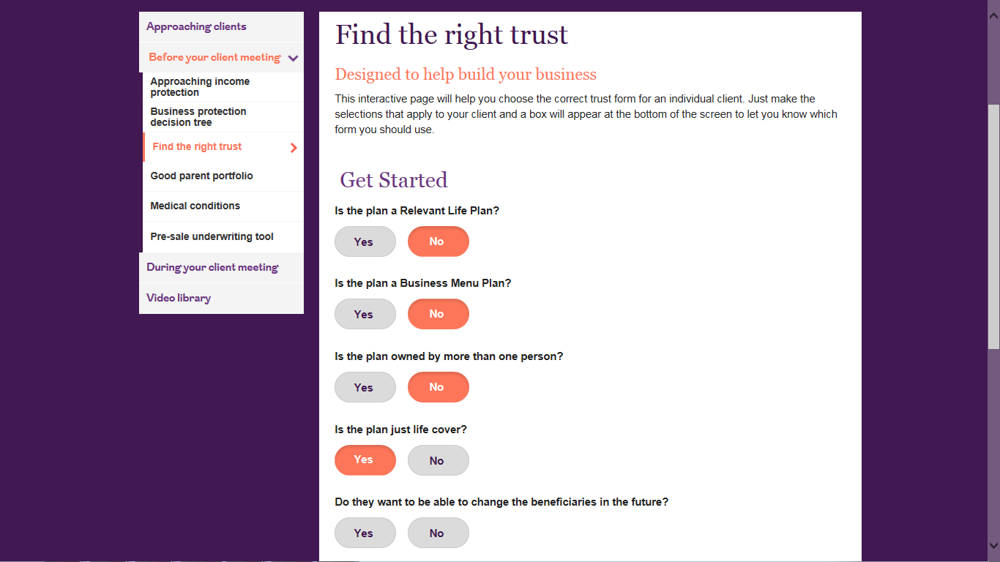 Approaching clients
Before your client meeting
Approaching income
protection
Business protection
decision tree
Find the right trust
Good parent portfolio
Medical conditions
Pre-sale underwriting tool
During your client meeting
Video library
Find the right trust
Designed to help build your business
This interactive page will help you choose the correct trust form for an individual client. Just make the
selections that apply to your client and a box will appear at the bottom of the screen to let you know which
form you should use.
Get Started
Is the plan a Relevant Life Plan?
Yes No
Is the plan a Business Menu Plan?
Yes No
Is the plan owned by more than one person?
Yes No
Is the plan just life cover?
Yes No
Do they want to be able to change the beneficiaries in the future?
Yes No